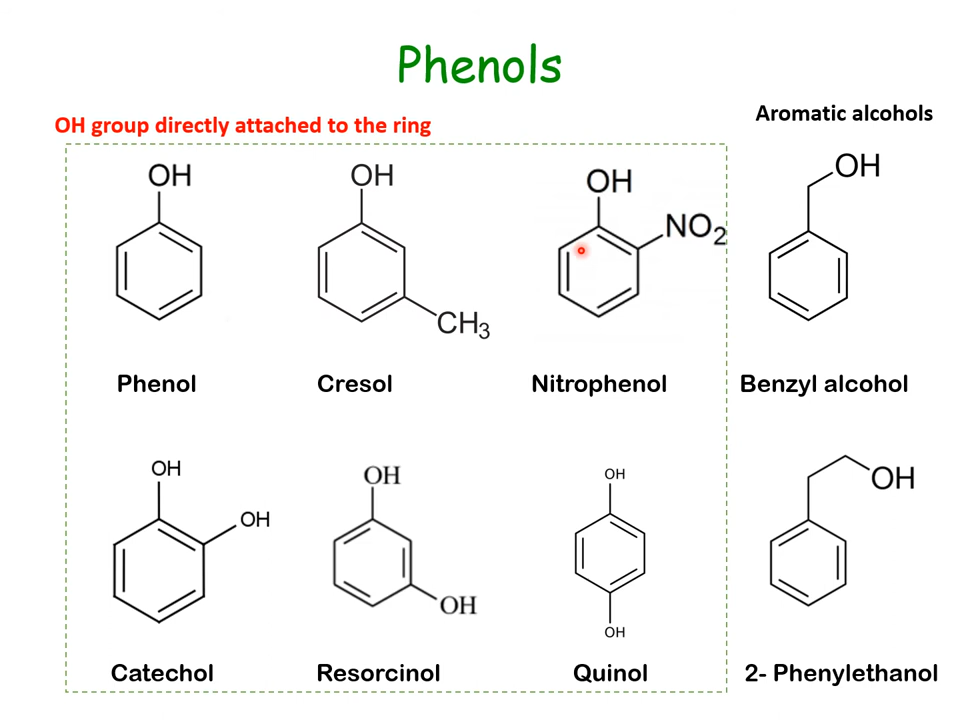 Phenols
OH group directly attached to the ring
Aromatic alcohols
OH
OH
OH
NO2
OH
CH3
Phenol
Cresol
Nitrophenol
Benzyl alcohol
OH
OH
OH
OH
OH
OH
OH
Catechol
Resorcinol
Quinol
2- Phenylethanol